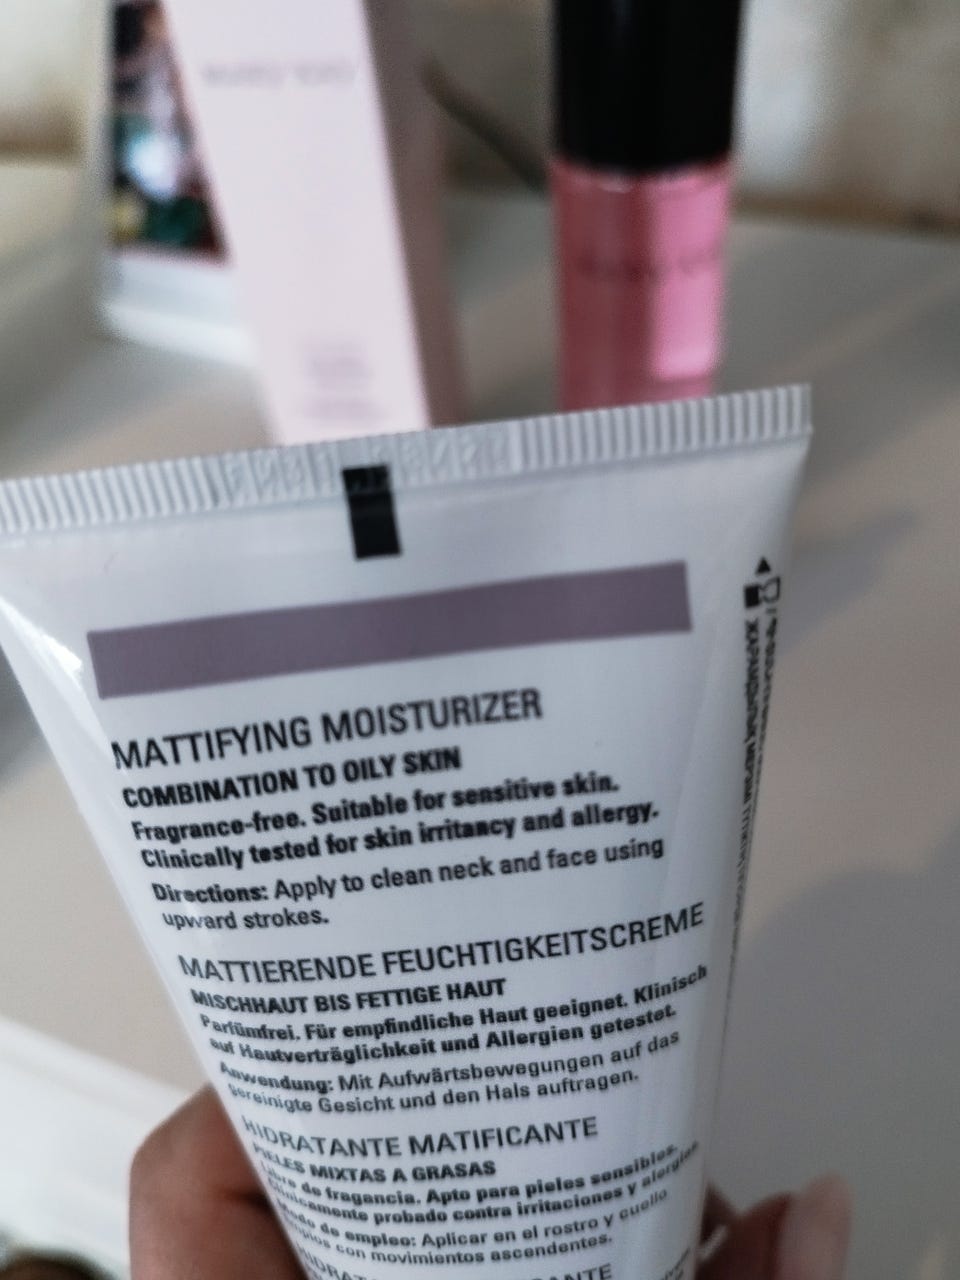 MATTIFYING MOISTURIZER
COMBINATION TO OILY SKIN
Fragrance-free. Suitable for sensitive skin.
Clinically tested for skin irritancy and allergy.
Directions: Apply to clean neck and face using
upward strokes.
MATTIERENDE FEUCHTIGKEITSCREME
MISCHHAUT BIS FETTIGE HAUT
Parfümfrei. Für empfindliche Haut geeignet. Klinisch
auf Hautverträglichkeit und Allergien getestet.
Anwendung: Mit Aufwärtsbewegungen auf das
gereinigte Gesicht und den Hals auftragen.
HIDRATANTE MATIFICANTE
PIELES MIXTAS A GRASAS
Libre de fragancia. Apto para pieles sensibles.
Clínicamente probado contra irritaciones y alergias
Modo de empleo: Aplicar en el rostro y cuello
limpios con movimientos ascendentes.